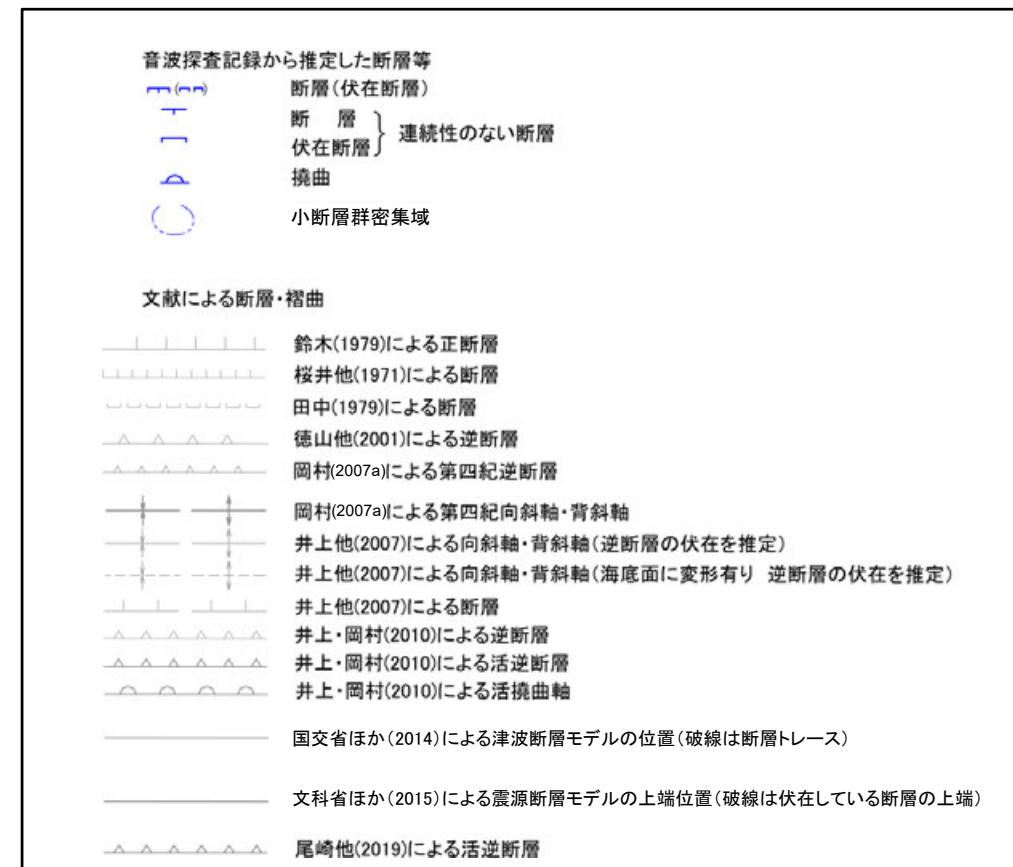 音波探査記録から推定した断層等
断層(伏在断層)
断　層
伏在断層
連続性のない断層
撓曲
小断層群密集域
文献による断層・褶曲
鈴木(1979)による正断層
桜井他(1971)による断層
田中(1979)による断層
徳山他(2001)による逆断層
岡村(2007a)による第四紀逆断層
岡村(2007a)による第四紀向斜軸・背斜軸
井上他(2007)による向斜軸・背斜軸(逆断層の伏在を推定)
井上他(2007)による向斜軸・背斜軸(海底面に変形有り 逆断層の伏在を推定)
井上他(2007)による断層
井上・岡村(2010)による逆断層
井上・岡村(2010)による活逆断層
井上・岡村(2010)による活撓曲軸
国交省ほか(2014)による津波断層モデルの位置(破線は断層トレース)
文科省ほか(2015)による震源断層モデルの上端位置(破線は伏在している断層の上端)
尾崎他(2019)による活逆断層